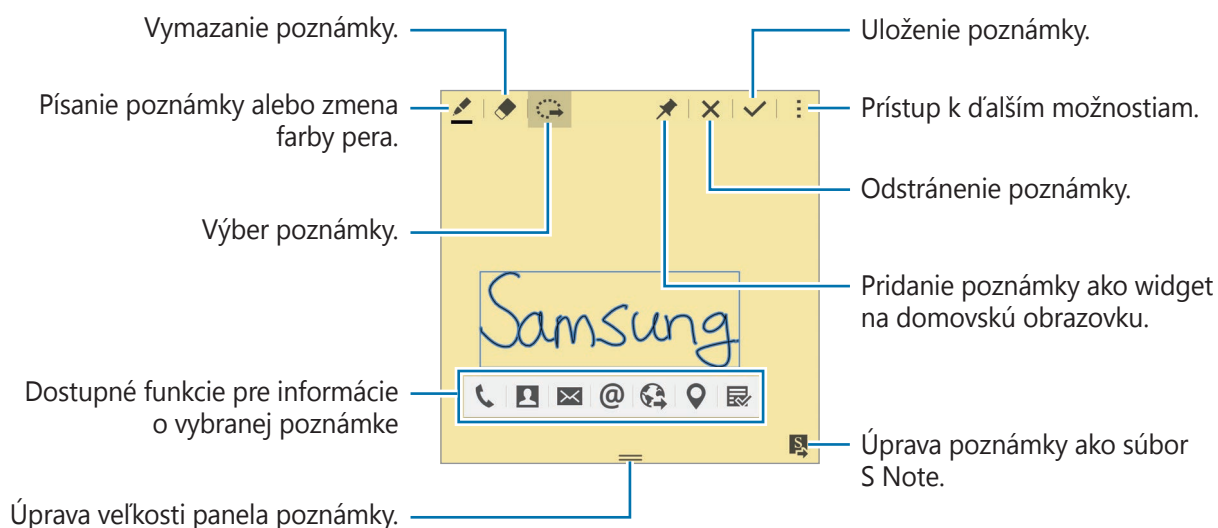 Vymazanie poznámky.
Písanie poznámky alebo zmena
farby pera.
Výber poznámky.
Dostupné funkcie pre informácie
o vybranej poznámke
Úprava veľkosti panela poznámky.
Samsung
Uloženie poznámky.
Prístup k ďalším možnostiam.
Odstránenie poznámky.
Pridanie poznámky ako widget
na domovskú obrazovku.
Úprava poznámky ako súbor
S Note.